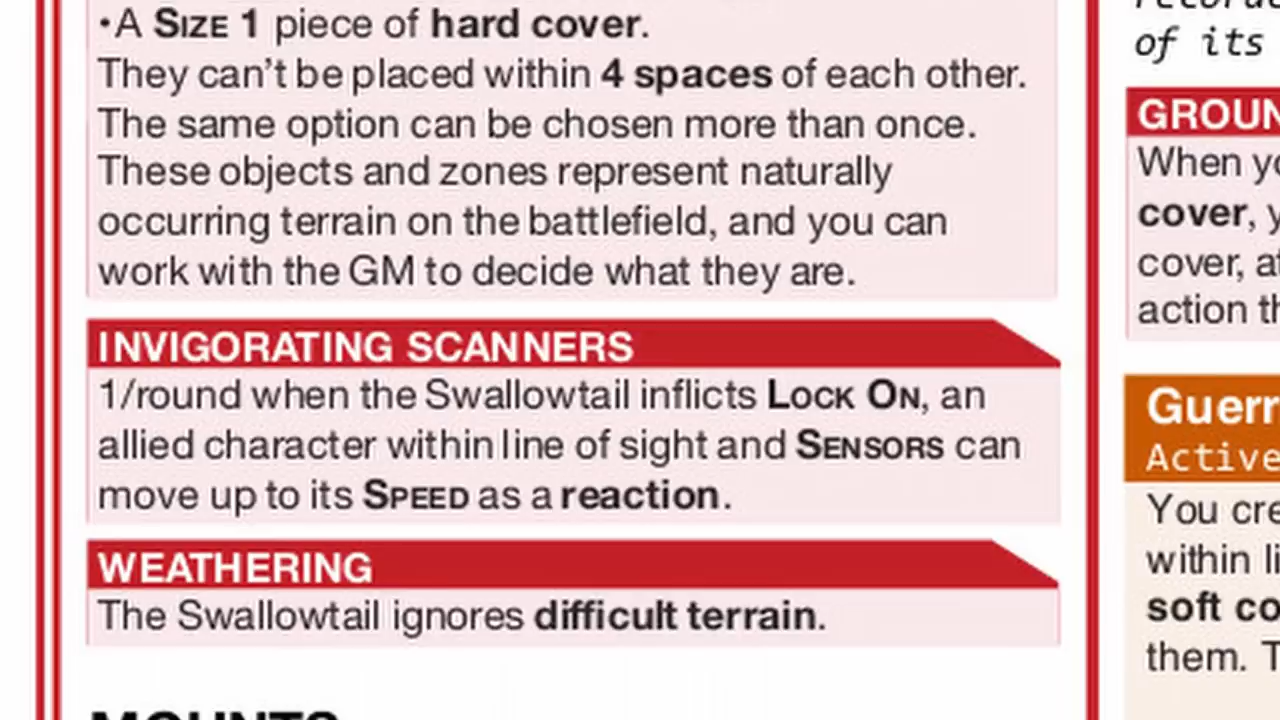 •A SIZE 1 piece of hard cover.
They can't be placed within 4 spaces of each other.
The same option can be chosen more than once.
These objects and zones represent naturally
occurring terrain on the battlefield, and you can
work with the GM to decide what they are.
INVIGORATING SCANNERS
1/round when the Swallowtail inflicts LOCK ON, an
allied character within line of sight and SENSORS can
move up to its SPEED as a reaction.
WEATHERING
The Swallowtail ignores difficult terrain.
MOUNTS
of its
When yo
cover, y
cover, a
action th
Guerr
Active
You cre
within li
soft co
them. T